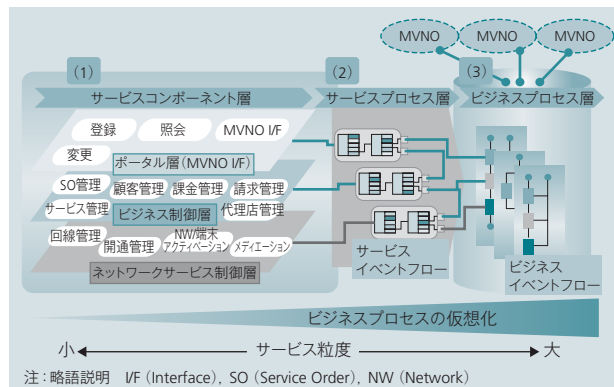 MVNO
MVNO
MVNO
(1)
(2)
(3)
サービスコンポーネント層
サービスプロセス層
ビジネスプロセス層
登録
照会
MVNO I/F
変更
ポータル層(MVNO I/F)
SO管理
顧客管理
課金管理
請求管理
サービス管理
ビジネス制御層
代理店管理
回線管理
開通管理
NW/端末
アクティベーション
メディエーション
ネットワークサービス制御層
サービス
イベントフロー
ビジネス
イベントフロー
ビジネスプロセスの仮想化
小
サービス粒度
大
注:略語説明 I/F(Interface),SO(Service Order),NW(Network)